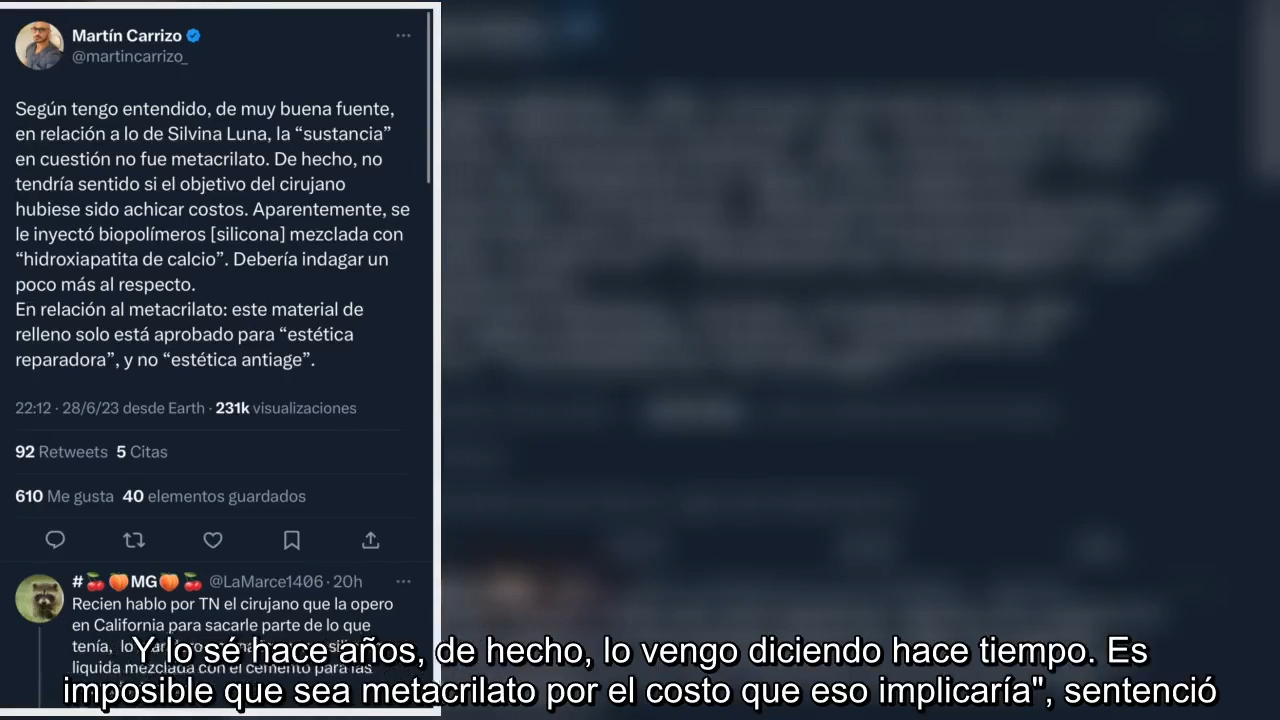 Martín Carrizo
@martincarrizo_
Según tengo entendido, de muy buena fuente,
en relación a lo de Silvina Luna, la “sustancia”
en cuestión no fue metacrilato. De hecho, no
tendría sentido si el objetivo del cirujano
hubiese sido achicar costos. Aparentemente, se
le inyectó biopolímeros [silicona] mezclada con
“hidroxiapatita de calcio”. Debería indagar un
poco más al respecto.
En relación al metacrilato: este material de
relleno solo está aprobado para “estética
reparadora”, y no “estética antiage”.
22:12 · 28/6/23 desde Earth · 231k visualizaciones
92 Retweets 5 Citas
610 Me gusta 40 elementos guardados
#🍒🍑MG🍑🍒 @LaMarce1406 · 20h
Recien hablo por TN el cirujano que la opero
en California para sacarle parte de lo que
tenía,
liquida mezclada con el cemento para las
Y lo sé hace años, de hecho, lo vengo diciendo hace tiempo. Es
imposible que sea metacrilato por el costo que eso implicaría", sentenció